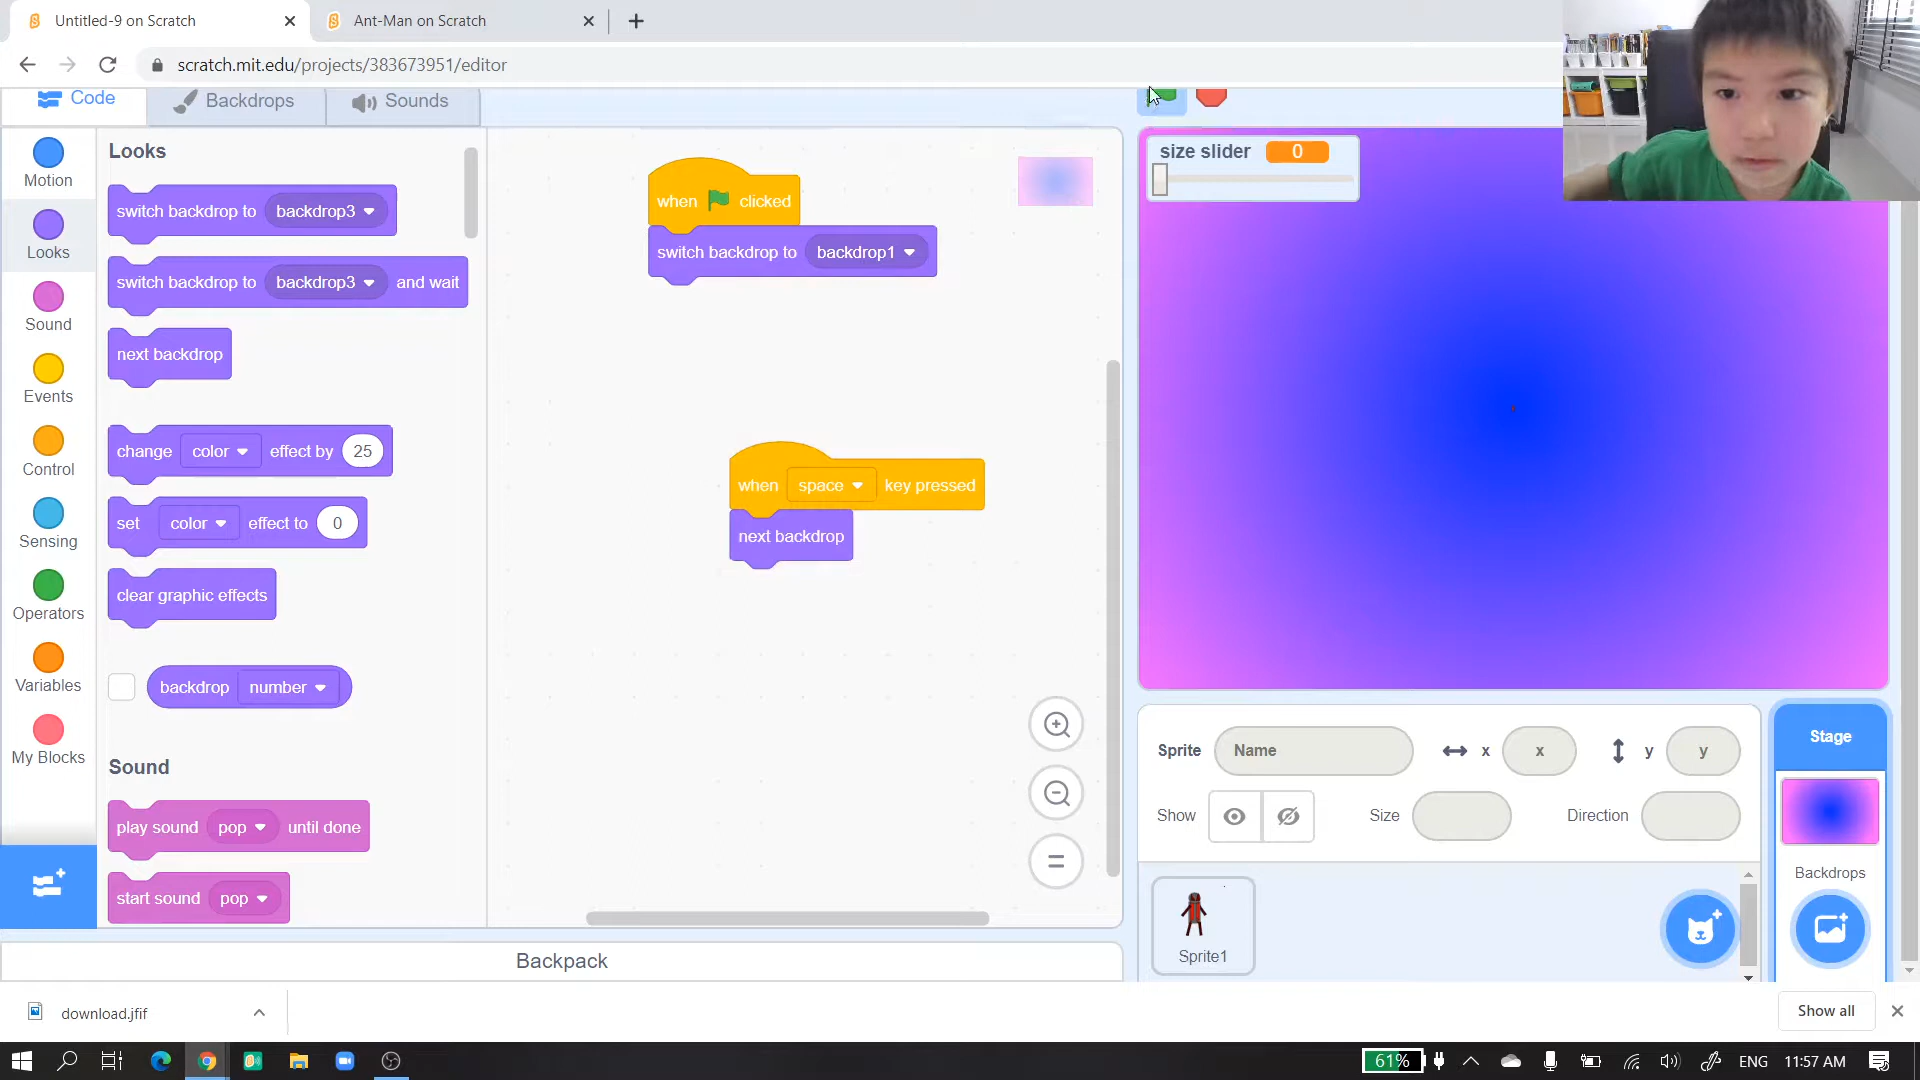 Untitled-9 on Scratch
Ant-Man on Scratch
scratch.mit.edu/projects/383673951/editor
Code
Backdrops
Sounds
Motion
Looks
Sound
Events
Control
Sensing
Operators
Variables
My Blocks
Looks
switch backdrop to backdrop3
switch backdrop to backdrop3 and wait
next backdrop
change color effect by 25
set color effect to 0
clear graphic effects
backdrop number
Sound
play sound pop until done
start sound pop
when clicked
switch backdrop to backdrop1
when space key pressed
next backdrop
size slider 0
Sprite Name x x y y
Show Size Direction
Sprite1
Stage
Backdrops
Backpack
download.jfif
Show all
61%
ENG
11:57 AM